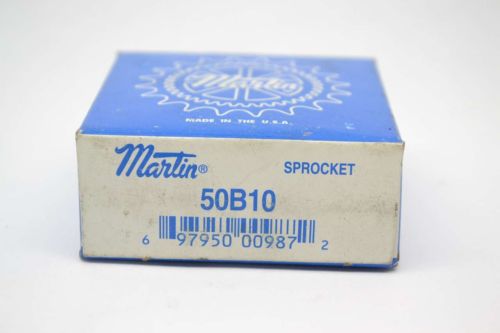 Martin
MADE IN THE U.S.A.
Martin® SPROCKET
50B10
6 97950 00987 2